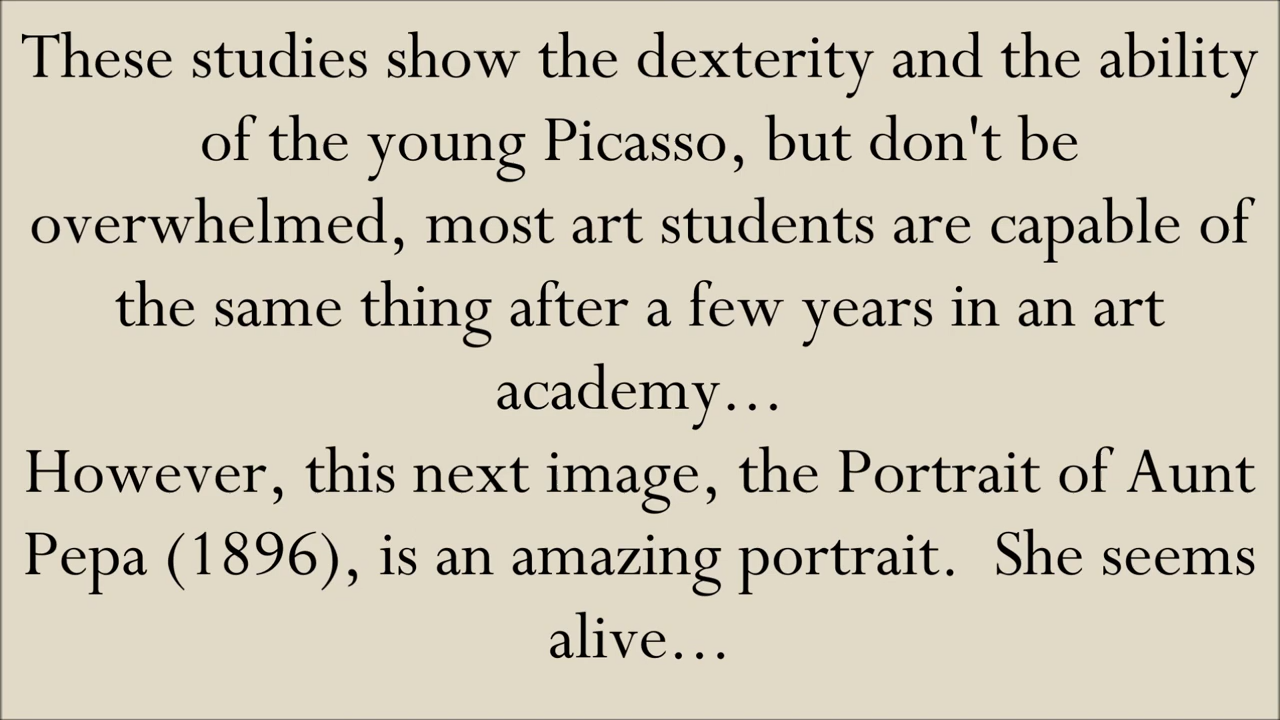 These studies show the dexterity and the ability
of the young Picasso, but don't be
overwhelmed, most art students are capable of
the same thing after a few years in an art
academy…
However, this next image, the Portrait of Aunt
Pepa (1896), is an amazing portrait.  She seems
alive…